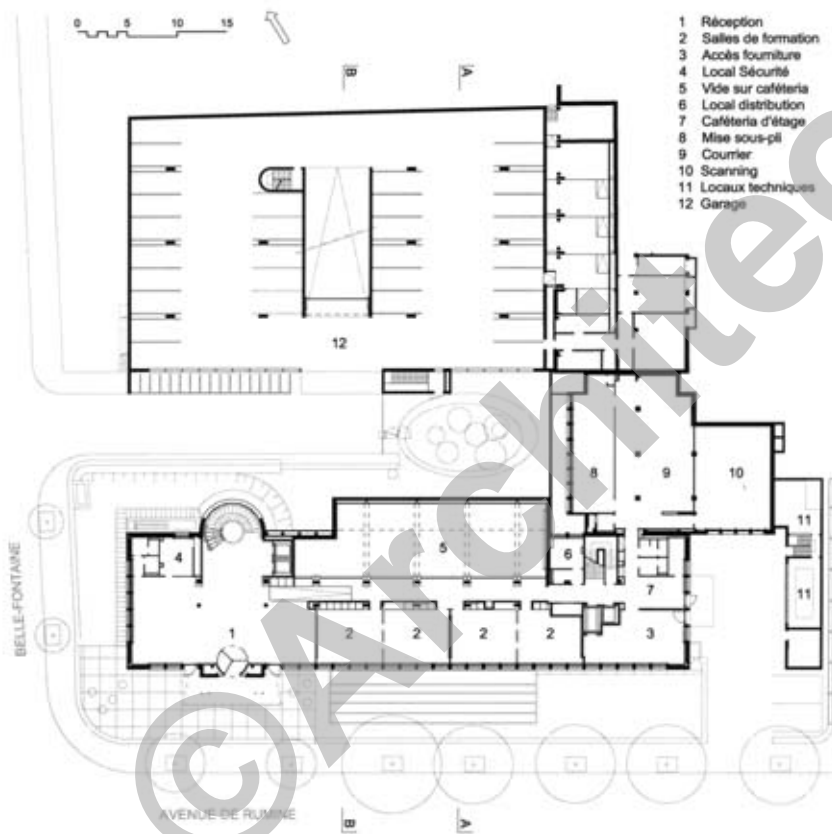 0 5 10 15
1 Réception
2 Salles de formation
3 Accès fourniture
4 Local Sécurité
5 Vide sur caféteria
6 Local distribution
7 Caféteria d'étage
8 Mise sous-pli
9 Courrier
10 Scanning
11 Locaux techniques
12 Garage
B A
12
8 9 10
11
4 5 6
7 11
1 2 2 2 2 3
BELLE-FONTAINE
AVENUE DE RUMINE
B A
©Architec